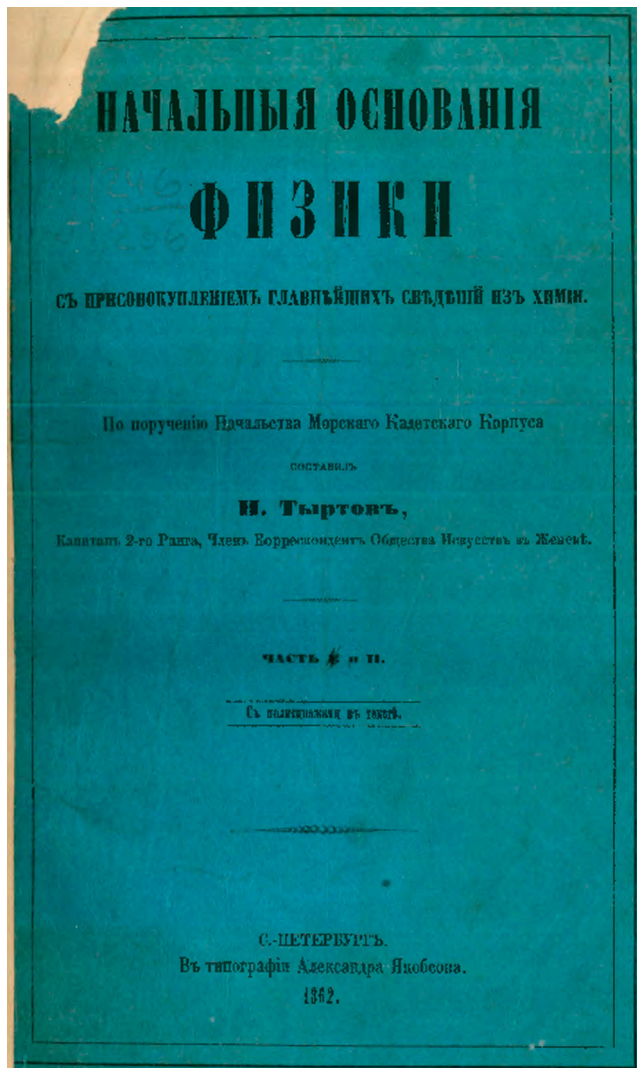 НАЧАЛЬНЫЯ ОСНОВАНІЯ
ФИЗИКИ
СЪ ПРИСОВОКУПЛЕНІЕМЪ ГЛАВНѢЙШИХЪ СВѢДѢНІЙ ИЗЪ ХИМІИ.
По порученію Начальства Морскаго Кадетскаго Корпуса
СОСТАВИЛЪ
И. Тыртовъ,
Капитанъ 2-го Ранга, Членъ Корреспондентъ Общества Искусствъ въ Женевѣ.
ЧАСТЬ и II.
Съ политипажами въ текстѣ.
С.-ПЕТЕРБУРГЪ.
Въ типографіи Александра Якобсона.
1862.